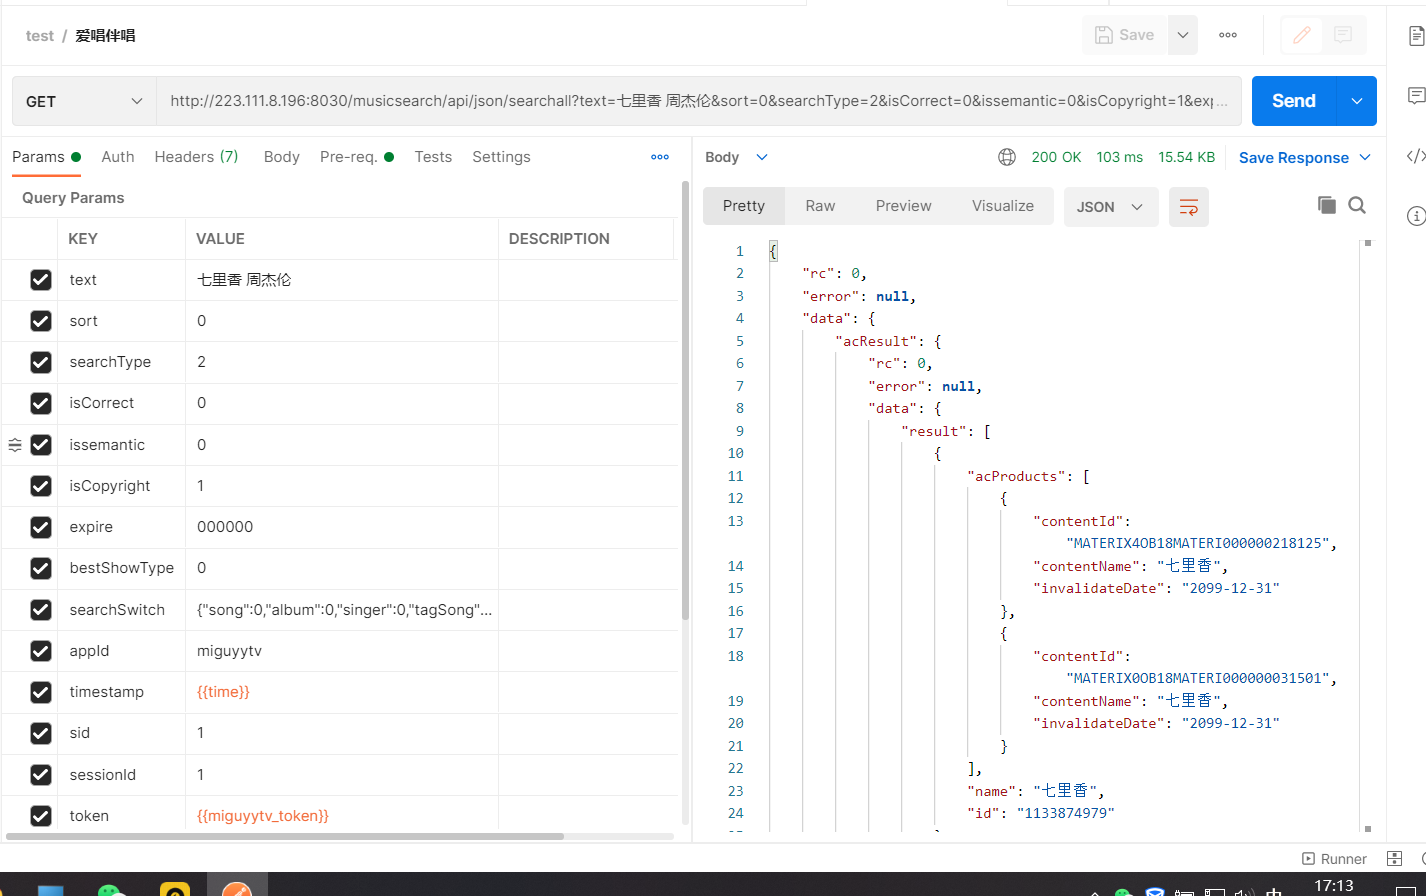 test / 爱唱伴唱
Save
GET
http://223.111.8.196:8030/musicsearch/api/json/searchall?text=七里香 周杰伦&sort=0&searchType=2&isCorrect=0&issemantic=0&isCopyright=1&exp...
Send
Params Auth Headers (7) Body Pre-req. Tests Settings
Query Params
KEY VALUE DESCRIPTION
text 七里香 周杰伦
sort 0
searchType 2
isCorrect 0
issemantic 0
isCopyright 1
expire 000000
bestShowType 0
searchSwitch {"song":0,"album":0,"singer":0,"tagSong"...
appId miguyytv
timestamp {{time}}
sid 1
sessionId 1
token {{miguyytv_token}}
Body 200 OK 103 ms 15.54 KB Save Response
Pretty Raw Preview Visualize JSON
1 {
2 "rc": 0,
3 "error": null,
4 "data": {
5 "acResult": {
6 "rc": 0,
7 "error": null,
8 "data": {
9 "result": [
10 {
11 "acProducts": [
12 {
13 "contentId":
"MATERIX4OB18MATERI000000218125",
14 "contentName": "七里香",
15 "invalidateDate": "2099-12-31"
16 },
17 {
18 "contentId":
"MATERIX0OB18MATERI000000031501",
19 "contentName": "七里香",
20 "invalidateDate": "2099-12-31"
21 }
22 ],
23 "name": "七里香",
24 "id": "1133874979"
Runner
17:13